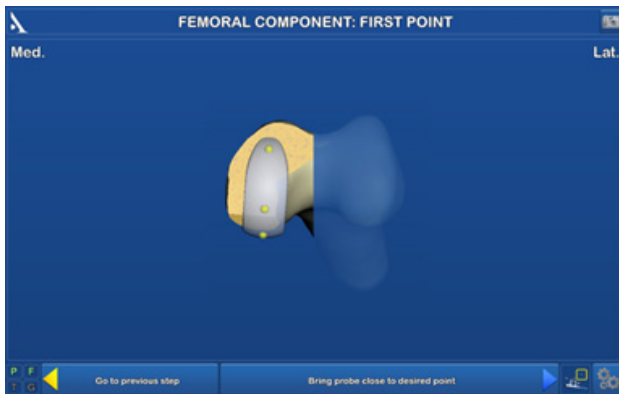 FEMORAL COMPONENT: FIRST POINT
Med.
Lat.
P F
T G
Go to previous step
Bring probe close to desired point